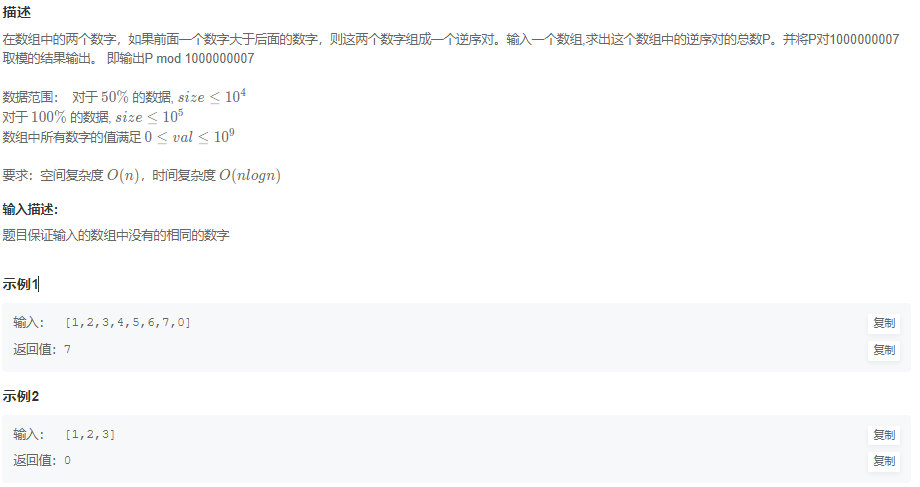 描述
在数组中的两个数字，如果前面一个数字大于后面的数字，则这两个数字组成一个逆序对。输入一个数组,求出这个数组中的逆序对的总数P。并将P对1000000007
取模的结果输出。 即输出P mod 1000000007
数据范围： 对于 50% 的数据, size ≤ 10^4
对于 100% 的数据, size ≤ 10^5
数组中所有数字的值满足 0 ≤ val ≤ 10^9
要求：空间复杂度 O(n)，时间复杂度 O(nlogn)
输入描述：
题目保证输入的数组中没有的相同的数字
示例1
输入： [1,2,3,4,5,6,7,0] 复制
返回值：7 复制
示例2
输入： [1,2,3] 复制
返回值：0 复制